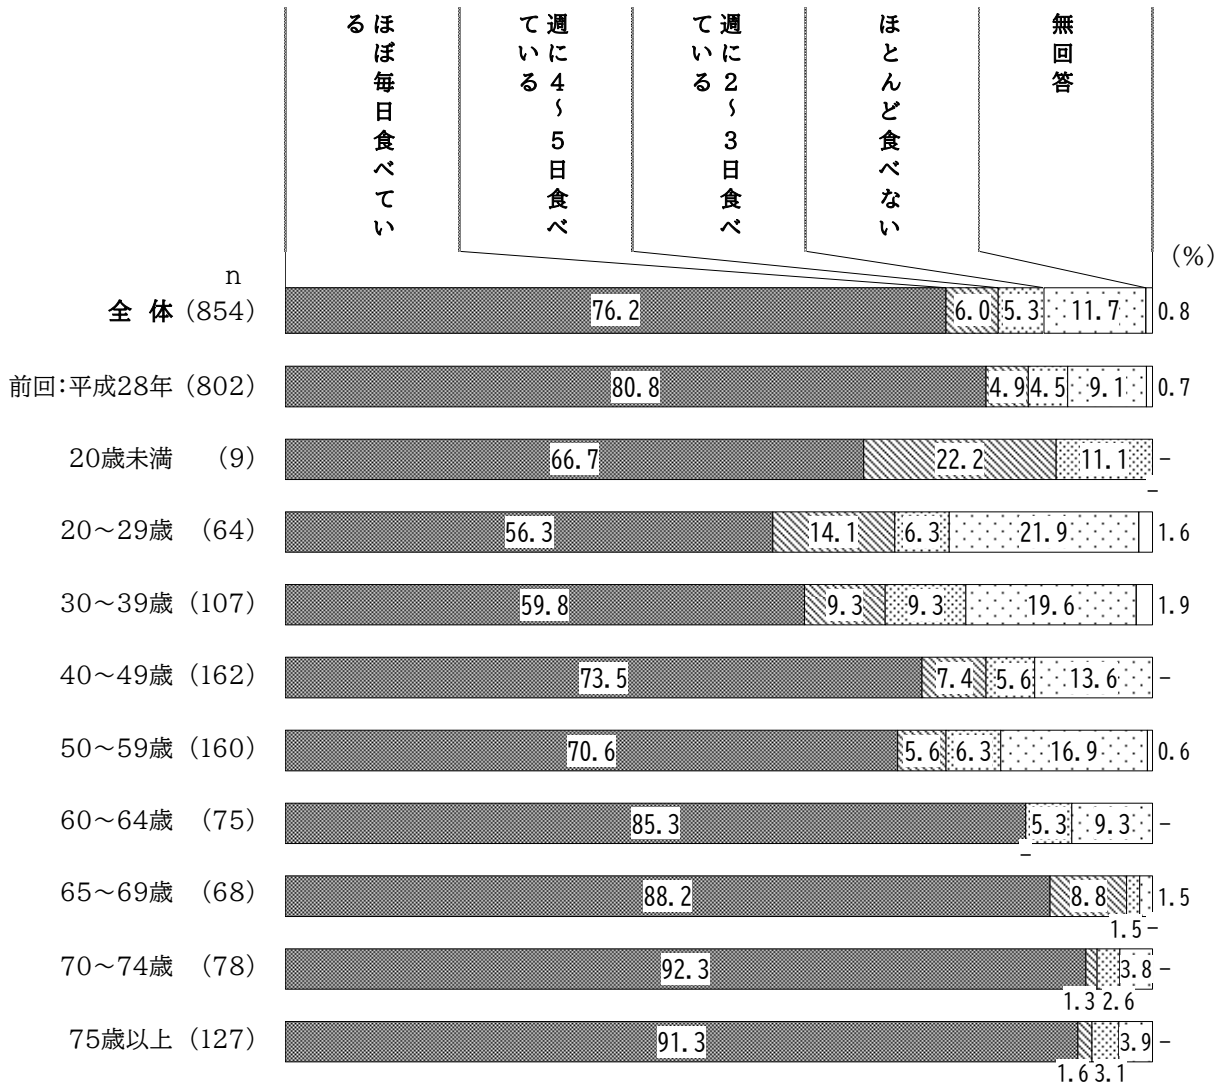 ほぼ毎日食べてい
る
週に4～5日食べ
ている
週に2～3日食べ
ている
ほとんど食べない
無回答
(%)
n
全 体 (854) 76.2 6.0 5.3 11.7 0.8
前回：平成28年 (802) 80.8 4.9 4.5 9.1 0.7
20歳未満 (9) 66.7 22.2 11.1 －
－
20～29歳 (64) 56.3 14.1 6.3 21.9 1.6
30～39歳 (107) 59.8 9.3 9.3 19.6 1.9
40～49歳 (162) 73.5 7.4 5.6 13.6 －
50～59歳 (160) 70.6 5.6 6.3 16.9 0.6
60～64歳 (75) 85.3 5.3 9.3 －
－
65～69歳 (68) 88.2 8.8 1.5
1.5 －
70～74歳 (78) 92.3 3.8 －
1.3 2.6
75歳以上 (127) 91.3 3.9 －
1.6 3.1